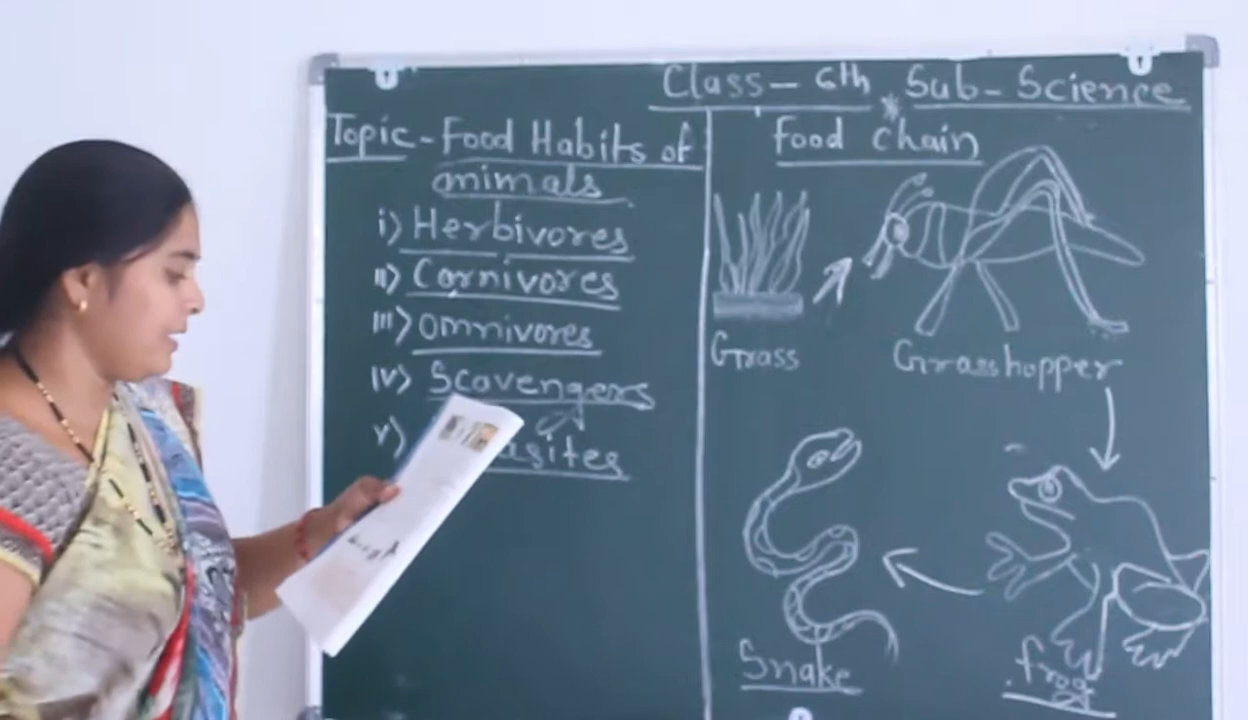 Class - 6th Sub - Science
Topic - Food Habits of
animals
i) Herbivores
ii) Carnivores
iii) Omnivores
iv) Scavengers
v)
Food chain
Grass
Grasshopper
Snake
frog